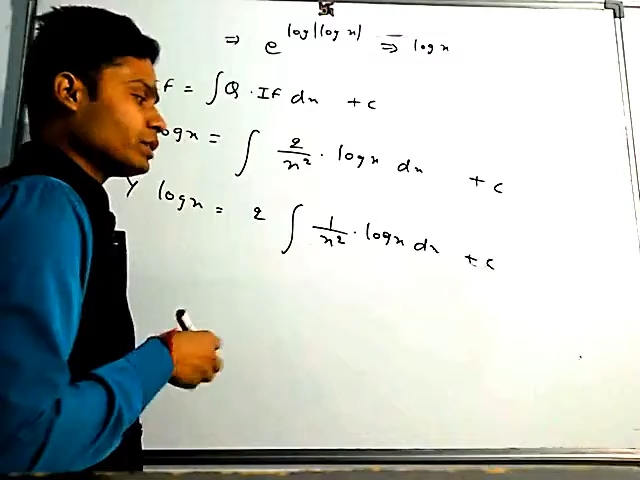 ⇒ e^{log|log x|} ⇒ log x
If = ∫ Q · If dx + c
log x = ∫ 2/x² · log x dx + c
Y log x = 2 ∫ 1/x² · log x dx + c